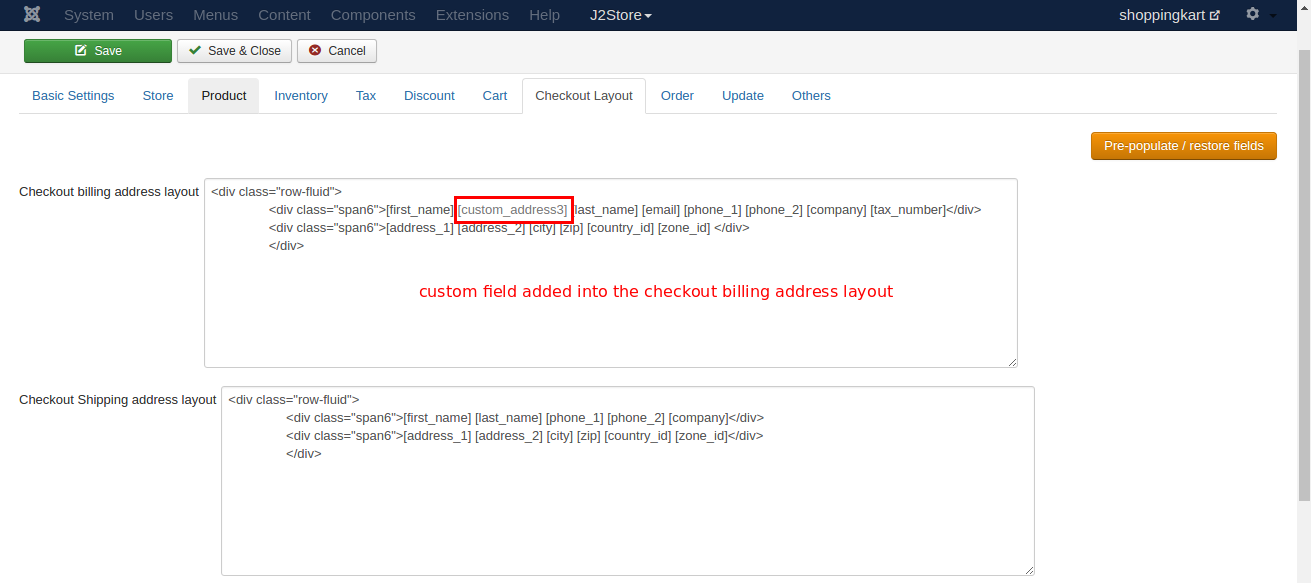 System Users Menus Content Components Extensions Help J2Store shoppingkart
Save Save & Close Cancel
Basic Settings Store Product Inventory Tax Discount Cart Checkout Layout Order Update Others
Pre-populate / restore fields
Checkout billing address layout <div class="row-fluid">
<div class="span6">[first_name] [custom_address3] [last_name] [email] [phone_1] [phone_2] [company] [tax_number]</div>
<div class="span6">[address_1] [address_2] [city] [zip] [country_id] [zone_id] </div>
</div>
custom field added into the checkout billing address layout
Checkout Shipping address layout <div class="row-fluid">
<div class="span6">[first_name] [last_name] [phone_1] [phone_2] [company]</div>
<div class="span6">[address_1] [address_2] [city] [zip] [country_id] [zone_id]</div>
</div>